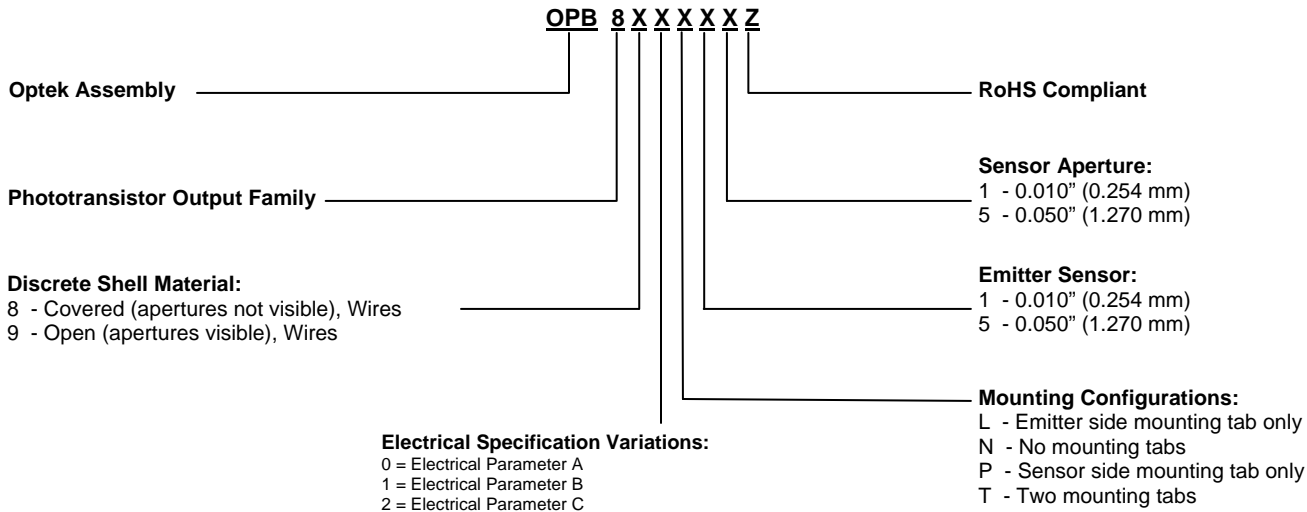 OPB 8 X X X X X Z
Optek Assembly
RoHS Compliant
Phototransistor Output Family
Sensor Aperture:
1 - 0.010” (0.254 mm)
5 - 0.050” (1.270 mm)
Discrete Shell Material:
8 - Covered (apertures not visible), Wires
9 - Open (apertures visible), Wires
Emitter Sensor:
1 - 0.010” (0.254 mm)
5 - 0.050” (1.270 mm)
Electrical Specification Variations:
0 = Electrical Parameter A
1 = Electrical Parameter B
2 = Electrical Parameter C
Mounting Configurations:
L - Emitter side mounting tab only
N - No mounting tabs
P - Sensor side mounting tab only
T - Two mounting tabs